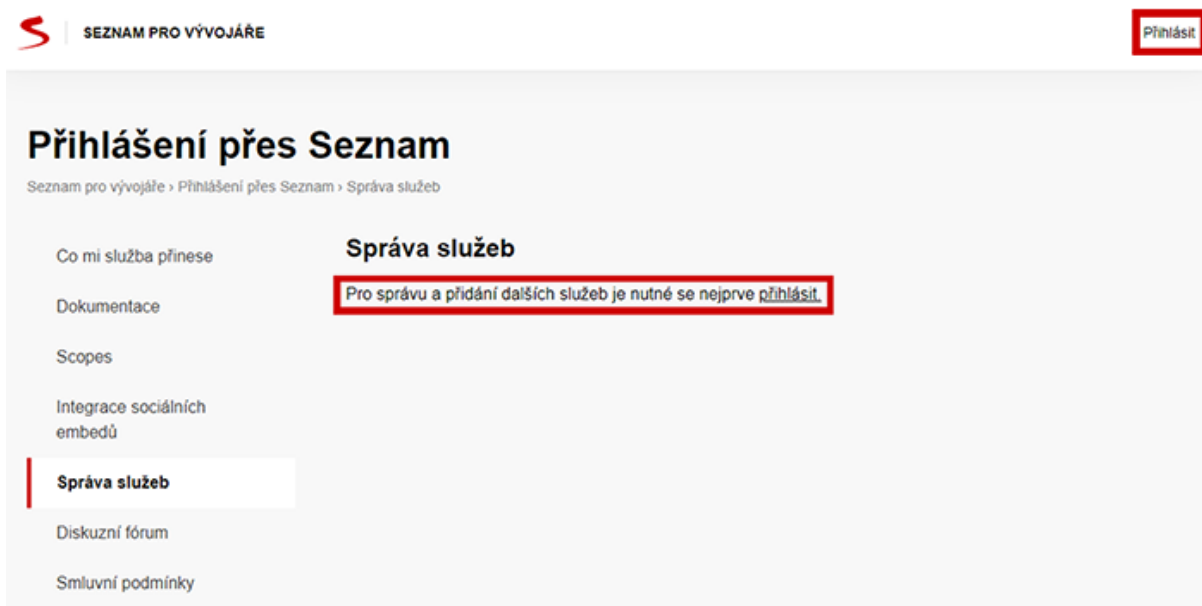 SEZNAM PRO VÝVOJÁŘE
Přihlásit
Přihlášení přes Seznam
Seznam pro vývojáře › Přihlášení přes Seznam › Správa služeb
Co mi služba přinese
Dokumentace
Scopes
Integrace sociálních
embedů
Správa služeb
Diskuzní fórum
Smluvní podmínky
Správa služeb
Pro správu a přidání dalších služeb je nutné se nejprve přihlásit.